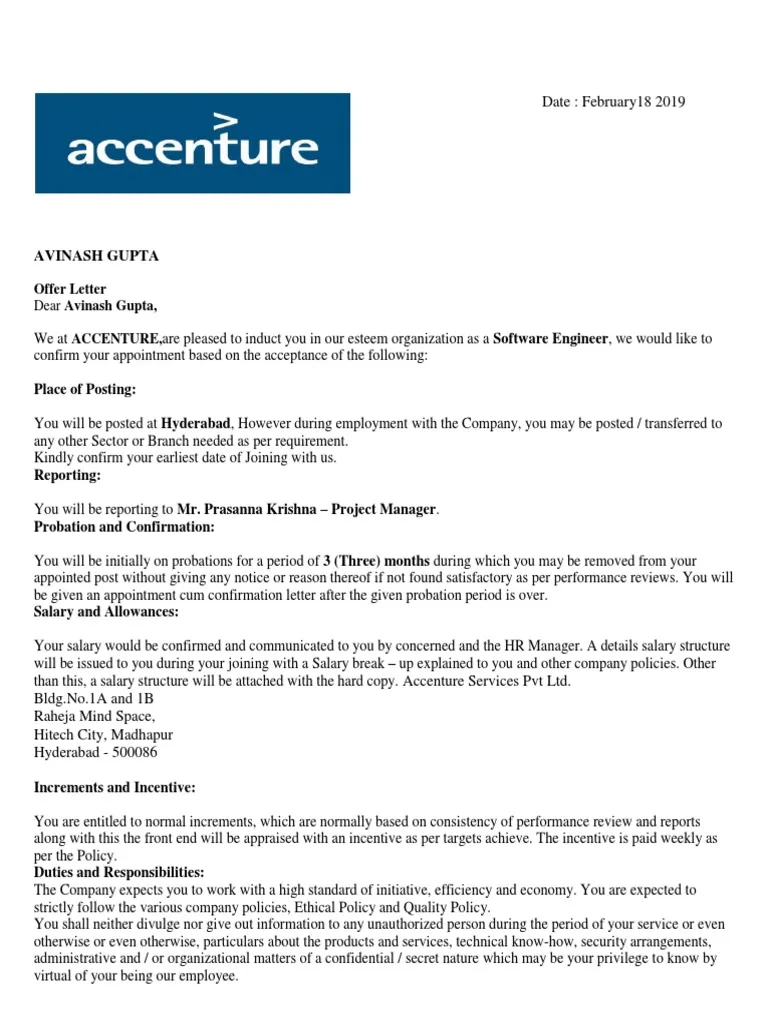 Date : February18 2019
accenture
>
AVINASH GUPTA
Offer Letter
Dear Avinash Gupta,
We at ACCENTURE,are pleased to induct you in our esteem organization as a Software Engineer, we would like to
confirm your appointment based on the acceptance of the following:
Place of Posting:
You will be posted at Hyderabad, However during employment with the Company, you may be posted / transferred to
any other Sector or Branch needed as per requirement.
Kindly confirm your earliest date of Joining with us.
Reporting:
You will be reporting to Mr. Prasanna Krishna – Project Manager.
Probation and Confirmation:
You will be initially on probations for a period of 3 (Three) months during which you may be removed from your
appointed post without giving any notice or reason thereof if not found satisfactory as per performance reviews. You will
be given an appointment cum confirmation letter after the given probation period is over.
Salary and Allowances:
Your salary would be confirmed and communicated to you by concerned and the HR Manager. A details salary structure
will be issued to you during your joining with a Salary break – up explained to you and other company policies. Other
than this, a salary structure will be attached with the hard copy. Accenture Services Pvt Ltd.
Bldg.No.1A and 1B
Raheja Mind Space,
Hitech City, Madhapur
Hyderabad - 500086
Increments and Incentive:
You are entitled to normal increments, which are normally based on consistency of performance review and reports
along with this the front end will be appraised with an incentive as per targets achieve. The incentive is paid weekly as
per the Policy.
Duties and Responsibilities:
The Company expects you to work with a high standard of initiative, efficiency and economy. You are expected to
strictly follow the various company policies, Ethical Policy and Quality Policy.
You shall neither divulge nor give out information to any unauthorized person during the period of your service or even
otherwise or even otherwise, particulars about the products and services, technical know-how, security arrangements,
administrative and / or organizational matters of a confidential / secret nature which may be your privilege to know by
virtual of your being our employee.